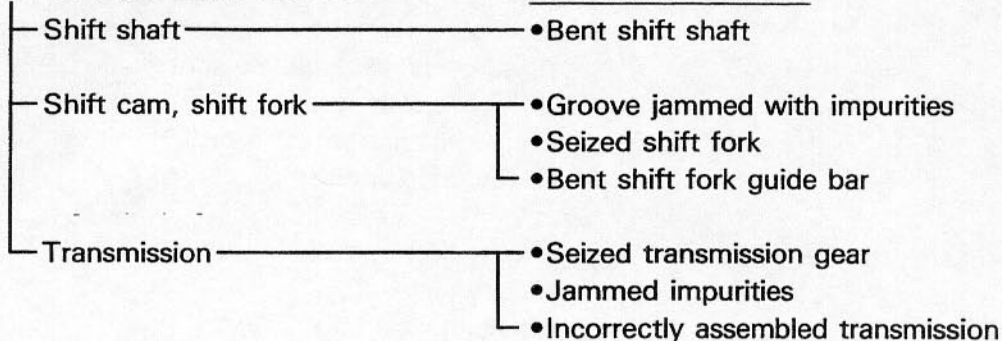 Shift shaft •Bent shift shaft
Shift cam, shift fork •Groove jammed with impurities
•Seized shift fork
•Bent shift fork guide bar
Transmission •Seized transmission gear
•Jammed impurities
•Incorrectly assembled transmission